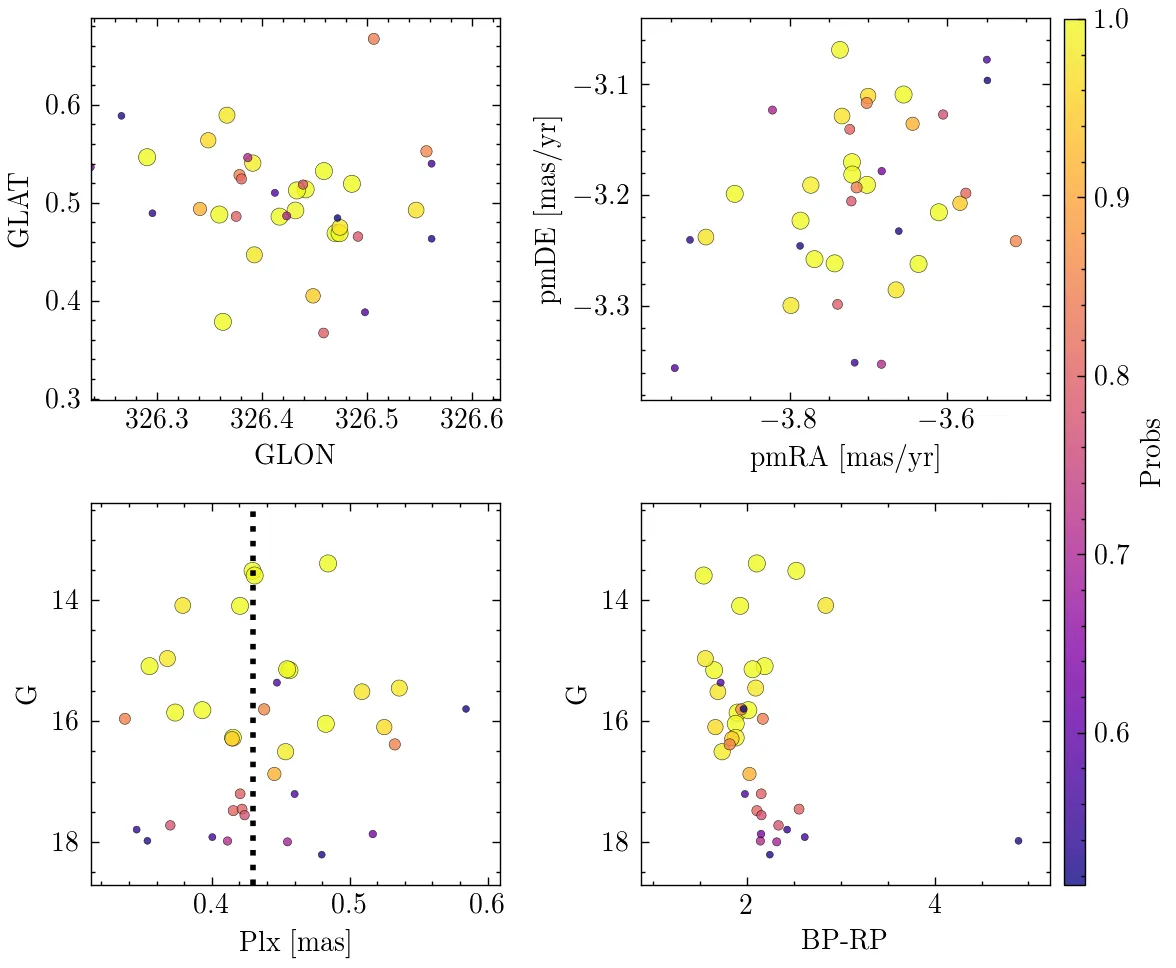 0.6
0.5
0.4
0.3
GLAT
326.3 326.4 326.5 326.6
GLON
−3.1
−3.2
−3.3
pmDE [mas/yr]
−3.8 −3.6
pmRA [mas/yr]
1.0
0.9
0.8
0.7
0.6
Probs
14
16
18
G
0.4 0.5 0.6
Plx [mas]
14
16
18
G
2 4
BP-RP